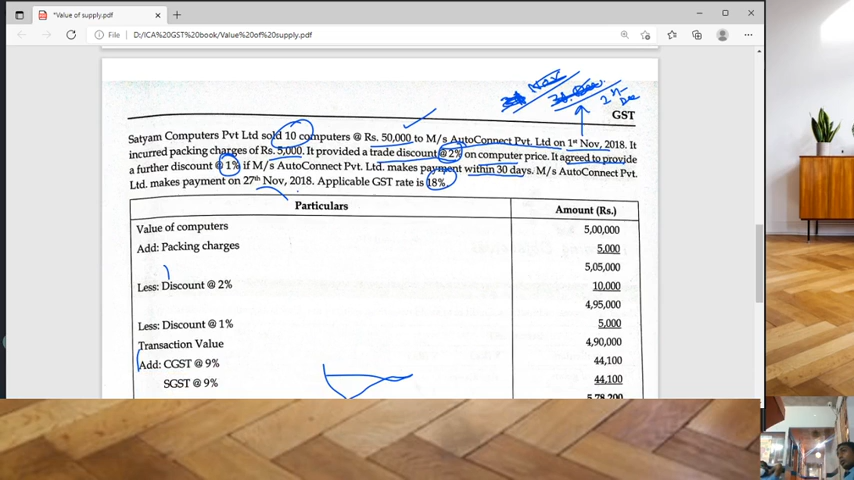 *Value of supply.pdf
File
D:/ICA%20GST%20book/Value%20of%20supply.pdf
Nov
2nd Dec
GST
Satyam Computers Pvt Ltd sold 10 computers @ Rs. 50,000 to M/s AutoConnect Pvt. Ltd on 1st Nov, 2018. It
incurred packing charges of Rs. 5,000. It provided a trade discount @ 2% on computer price. It agreed to provide
a further discount @ 1% if M/s AutoConnect Pvt. Ltd. makes payment within 30 days. M/s AutoConnect Pvt.
Ltd. makes payment on 27th Nov, 2018. Applicable GST rate is 18%.
Particulars Amount (Rs.)
Value of computers 5,00,000
Add: Packing charges 5,000
5,05,000
Less: Discount @ 2% 10,000
4,95,000
Less: Discount @ 1% 5,000
Transaction Value 4,90,000
Add: CGST @ 9% 44,100
SGST @ 9% 44,100
5,78,200